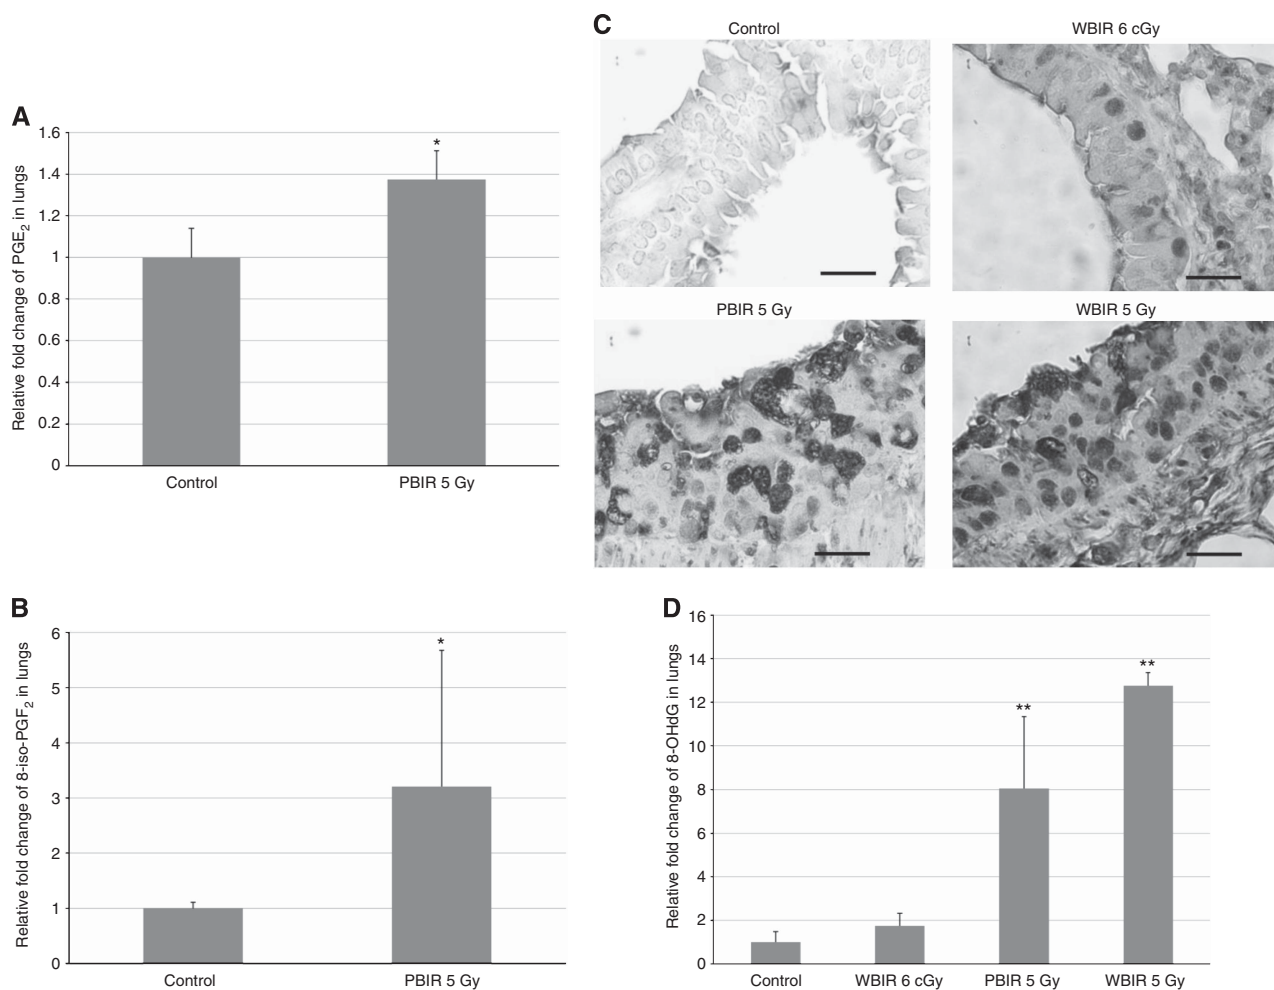 A
Relative fold change of PGE2 in lungs
1.6
1.4
1.2
1
0.8
0.6
0.4
0.2
0
*
Control
PBIR 5 Gy
B
Relative fold change of 8-iso-PGF2 in lungs
6
5
4
3
2
1
0
*
Control
PBIR 5 Gy
C
Control
WBIR 6 cGy
PBIR 5 Gy
WBIR 5 Gy
D
Relative fold change of 8-OHdG in lungs
16
14
12
10
8
6
4
2
0
**
**
Control
WBIR 6 cGy
PBIR 5 Gy
WBIR 5 Gy